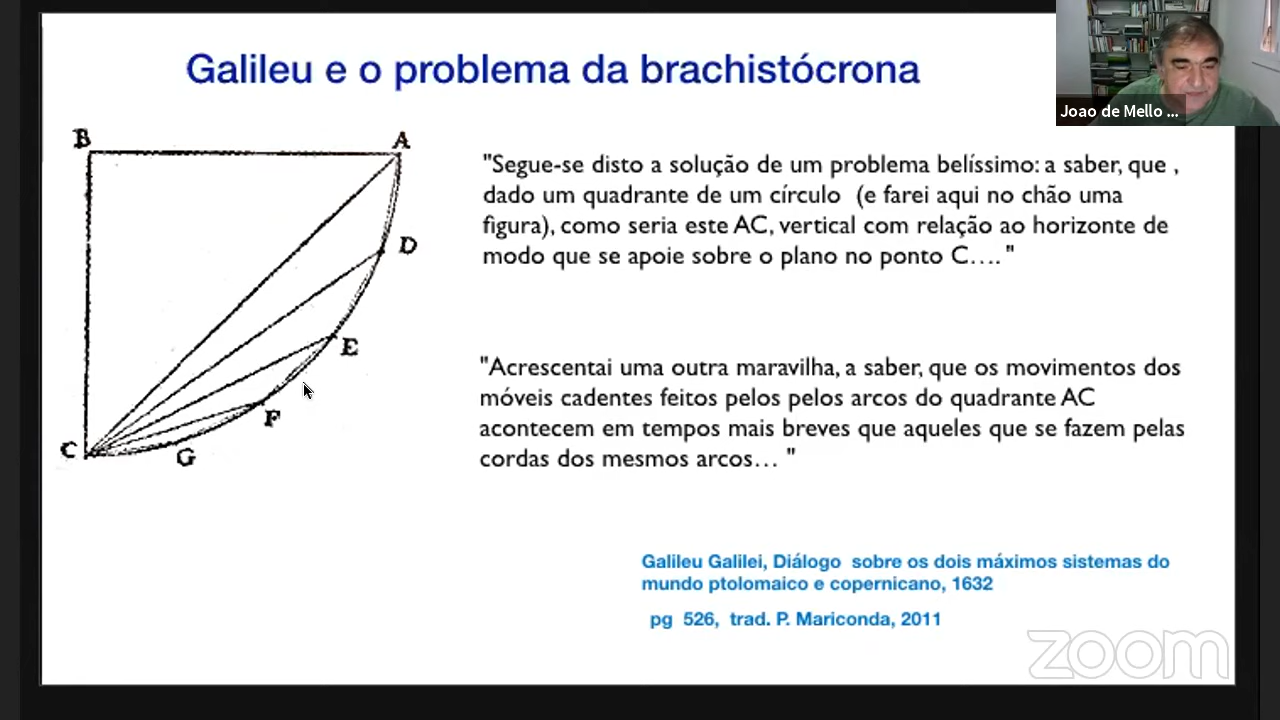 Galileu e o problema da brachistócrona
Joao de Mello ...
B
A
D
E
F
C
G
"Segue-se disto a solução de um problema belíssimo: a saber, que ,
dado um quadrante de um círculo (e farei aqui no chão uma
figura), como seria este AC, vertical com relação ao horizonte de
modo que se apoie sobre o plano no ponto C…. "
"Acrescentai uma outra maravilha, a saber, que os movimentos dos
móveis cadentes feitos pelos pelos arcos do quadrante AC
acontecem em tempos mais breves que aqueles que se fazem pelas
cordas dos mesmos arcos… "
Galileu Galilei, Diálogo sobre os dois máximos sistemas do
mundo ptolomaico e copernicano, 1632
pg 526, trad. P. Mariconda, 2011
zoom